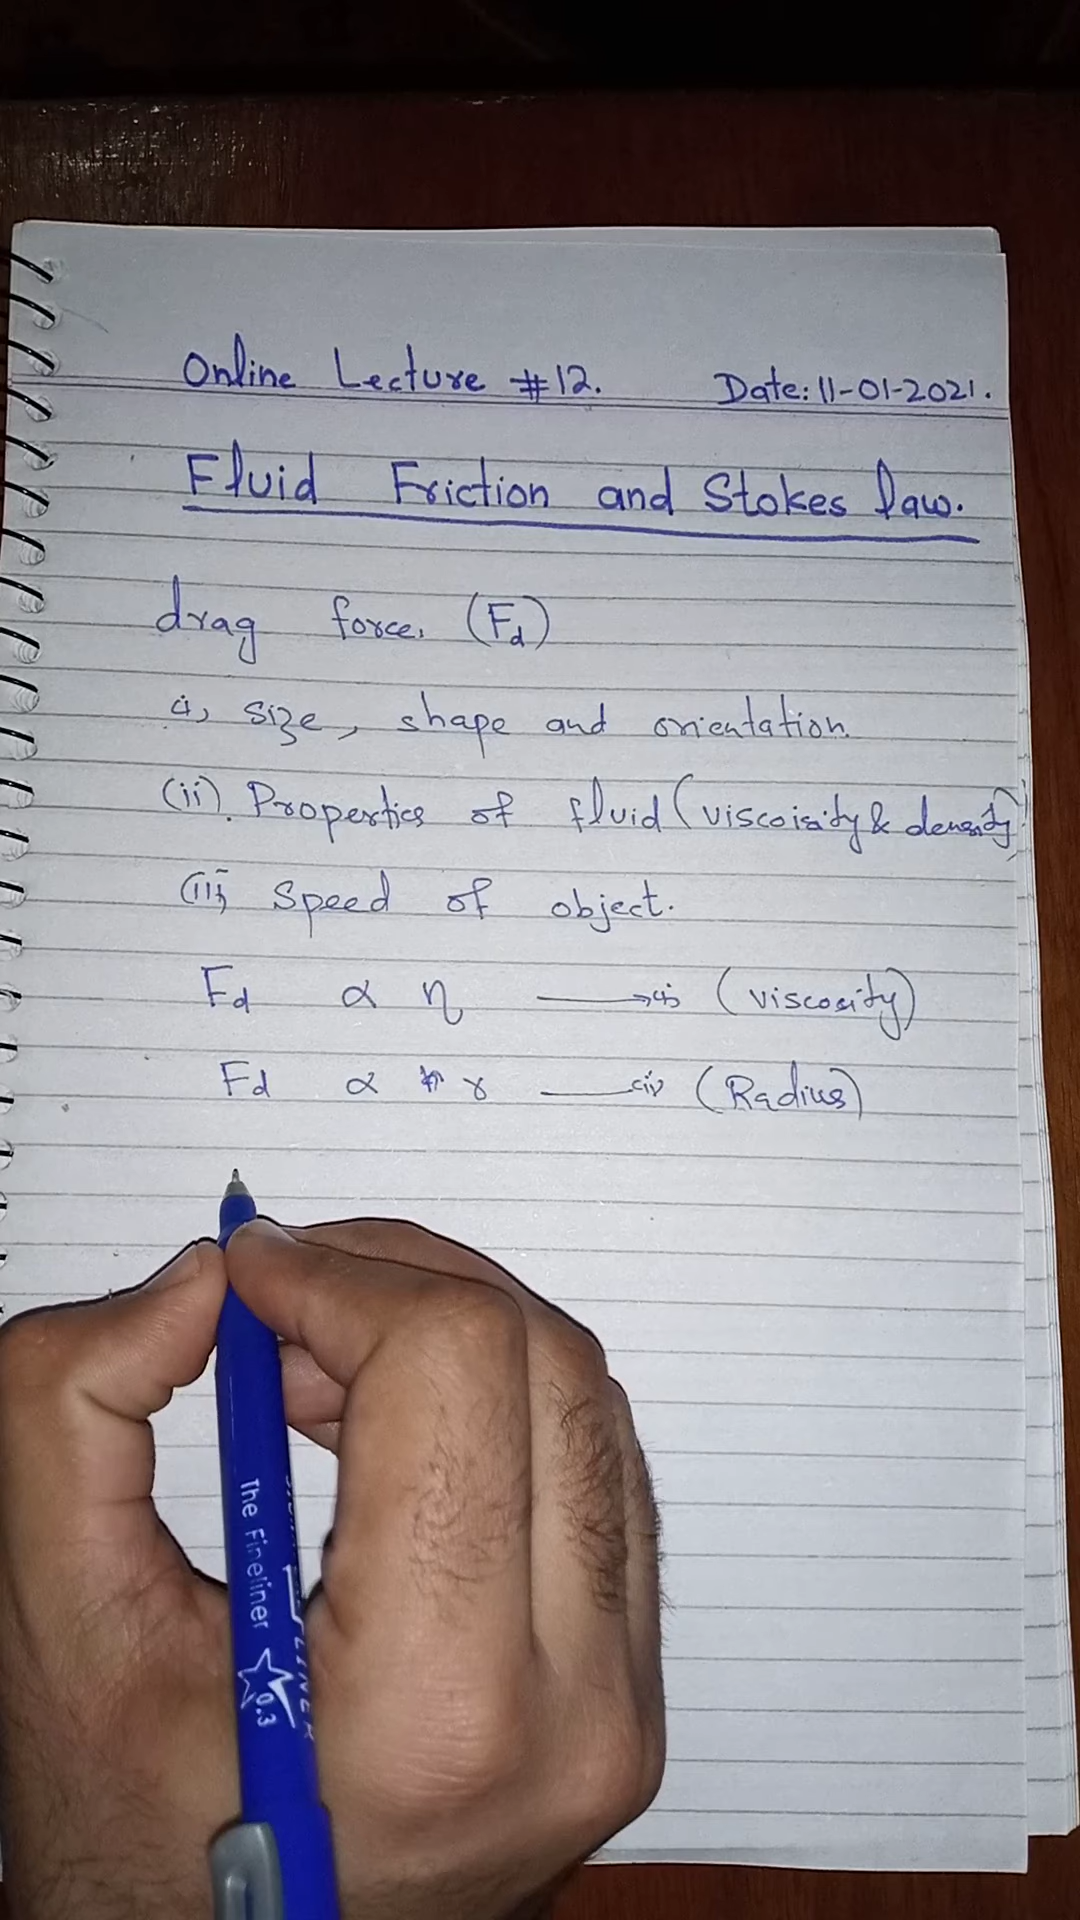 Online Lecture #12. Date: 11-01-2021.
Fluid Friction and Stokes law.
drag force. (Fd)
(i) size, shape and orientation.
(ii). Properties of fluid (viscoisity & density)
(iii) Speed of object.
Fd ∝ η → (i) (viscosity)
Fd ∝ r → (ii) (Radius)
The Fineliner
0.3